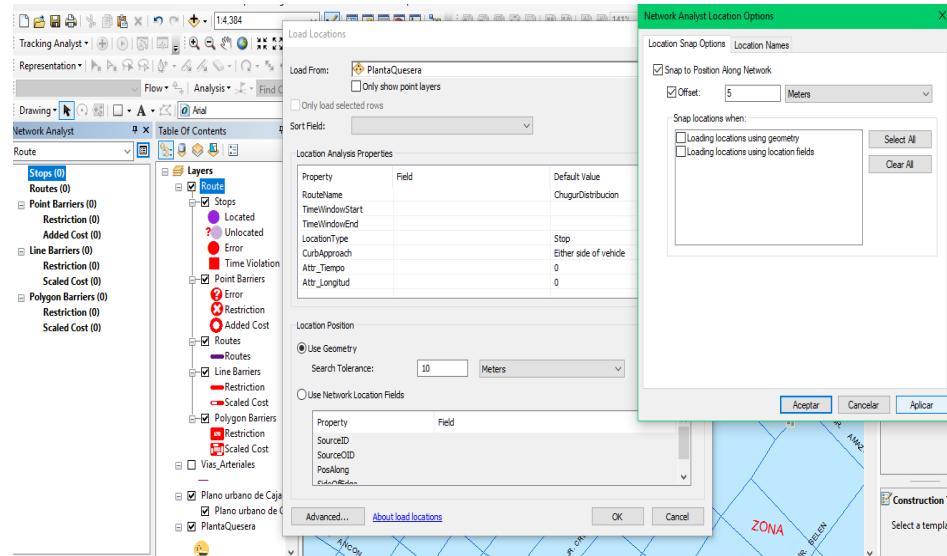 1:4,384
Tracking Analyst
Representation
Flow
Analysis
Drawing
A
Arial
Network Analyst
Route
Stops (0)
Routes (0)
Point Barriers (0)
Restriction (0)
Added Cost (0)
Line Barriers (0)
Restriction (0)
Scaled Cost (0)
Polygon Barriers (0)
Restriction (0)
Scaled Cost (0)
Table Of Contents
Layers
Route
Stops
Located
? Unlocated
Error
Time Violation
Point Barriers
Error
Restriction
Added Cost
Routes
Routes
Line Barriers
Restriction
Scaled Cost
Polygon Barriers
Restriction
Scaled Cost
Vias_Arteriales
Plano urbano de Caja
Plano urbano de C
PlantaQuesera
Load Locations
Load From: PlantaQuesera
Only show point layers
Only load selected rows
Sort Field:
Location Analysis Properties
Property Field Default Value
RouteName ChugurDistribucion
TimeWindowStart
TimeWindowEnd
LocationType Stop
CurbApproach Either side of vehicle
Attr_Tiempo 0
Attr_Longitud 0
Location Position
Use Geometry
Search Tolerance: 10 Meters
Use Network Location Fields
Property Field
SourceID
SourceOID
PosAlong
SideOfEdge
Advanced... About load locations OK Cancel
Network Analyst Location Options X
Location Snap Options Location Names
Snap to Position Along Network
Offset: 5 Meters
Snap locations when:
Loading locations using geometry
Loading locations using location fields
Select All
Clear All
Aceptar Cancelar Aplicar
ZONA
JR. BELEN
ANCON
Construction
Select a templa